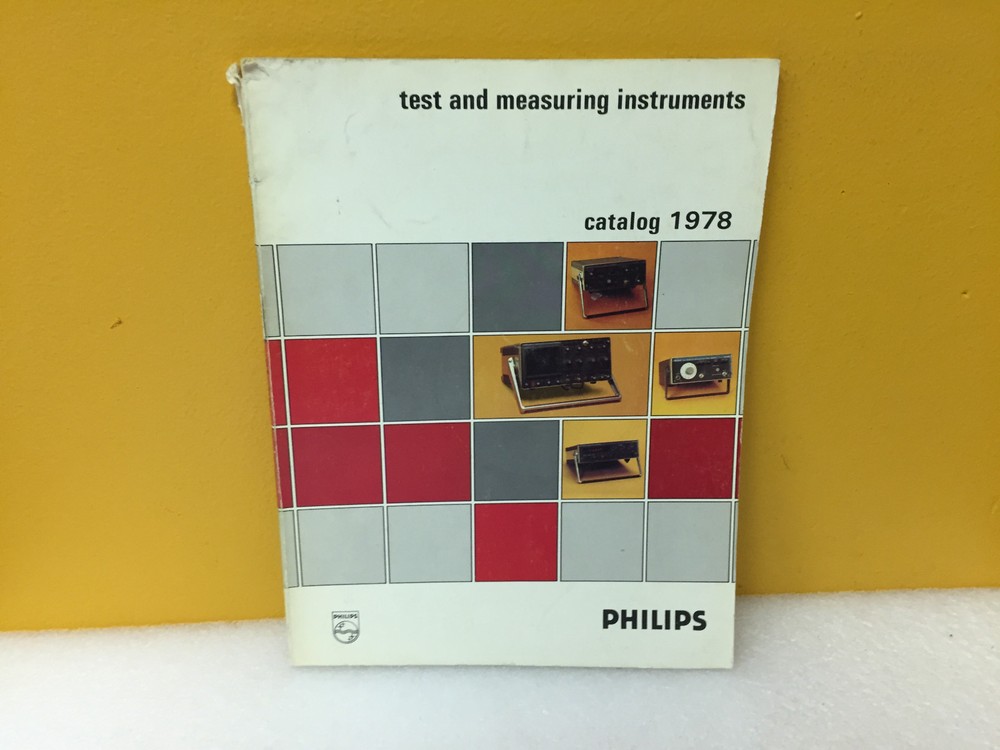 test and measuring instruments
catalog 1978
PHILIPS
PHILIPS